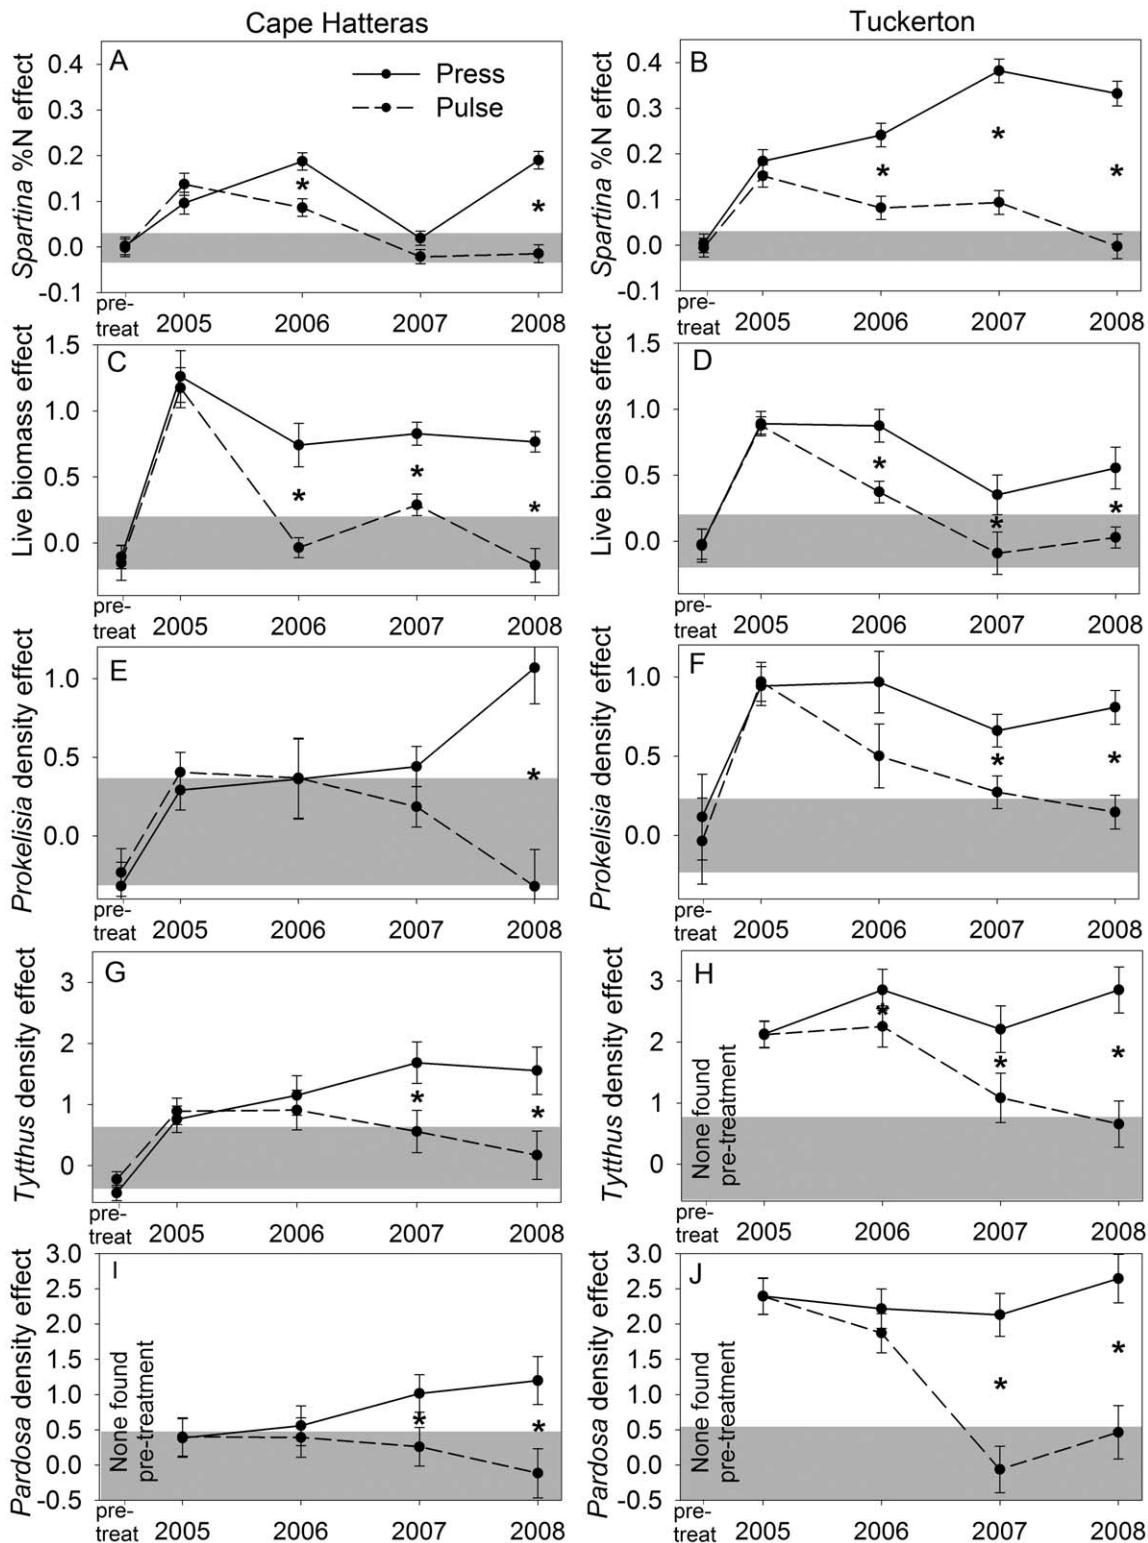 Cape Hatteras
Tuckerton
A
Press
Pulse
Spartina %N effect
0.4
0.3
0.2
0.1
0.0
-0.1
*
*
pre-
treat
2005
2006
2007
2008
B
Spartina %N effect
0.4
0.3
0.2
0.1
0.0
-0.1
*
*
*
pre-
treat
2005
2006
2007
2008
C
Live biomass effect
1.5
1.0
0.5
0.0
*
*
*
pre-
treat
2005
2006
2007
2008
D
Live biomass effect
1.5
1.0
0.5
0.0
*
*
*
pre-
treat
2005
2006
2007
2008
E
Prokelisia density effect
1.0
0.5
0.0
*
pre-
treat
2005
2006
2007
2008
F
Prokelisia density effect
1.0
0.5
0.0
*
*
pre-
treat
2005
2006
2007
2008
G
Tytthus density effect
3
2
1
0
*
*
pre-
treat
2005
2006
2007
2008
H
Tytthus density effect
3
2
1
0
None found
pre-treatment
*
*
*
pre-
treat
2005
2006
2007
2008
I
Pardosa density effect
3.0
2.5
2.0
1.5
1.0
0.5
0.0
-0.5
None found
pre-treatment
*
*
pre-
treat
2005
2006
2007
2008
J
Pardosa density effect
3.0
2.5
2.0
1.5
1.0
0.5
0.0
-0.5
None found
pre-treatment
*
*
pre-
treat
2005
2006
2007
2008